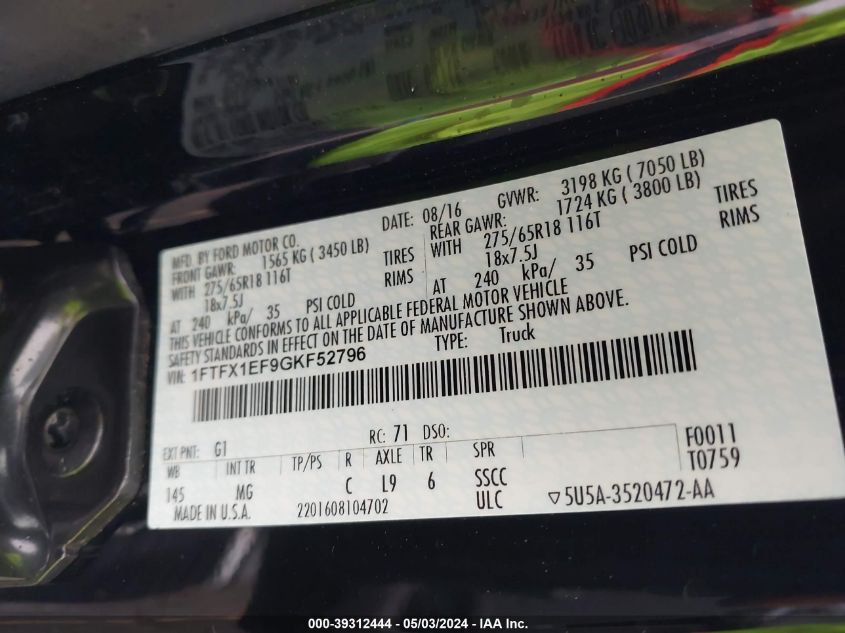 MFD. BY FORD MOTOR CO. DATE: 08/16 GVWR: 3198 KG ( 7050 LB)
FRONT GAWR: 1565 KG ( 3450 LB) REAR GAWR: 1724 KG ( 3800 LB)
WITH 275/65R18 116T TIRES WITH 275/65R18 116T TIRES
18x7.5J RIMS 18x7.5J RIMS
AT 240 kPa/ 35 PSI COLD AT 240 kPa/ 35 PSI COLD
THIS VEHICLE CONFORMS TO ALL APPLICABLE FEDERAL MOTOR VEHICLE
SAFETY STANDARDS IN EFFECT ON THE DATE OF MANUFACTURE SHOWN ABOVE.
VIN: 1FTFX1EF9GKF52796 TYPE: Truck
EXT PNT: G1 RC: 71 DSO: F0011
WB INT TR TP/PS R AXLE TR SPR T0759
145 MG C L9 6 SSCC
MADE IN U.S.A. 2201608104702 ULC ▽5U5A-3520472-AA
000-39312444 - 05/03/2024 - IAA Inc.